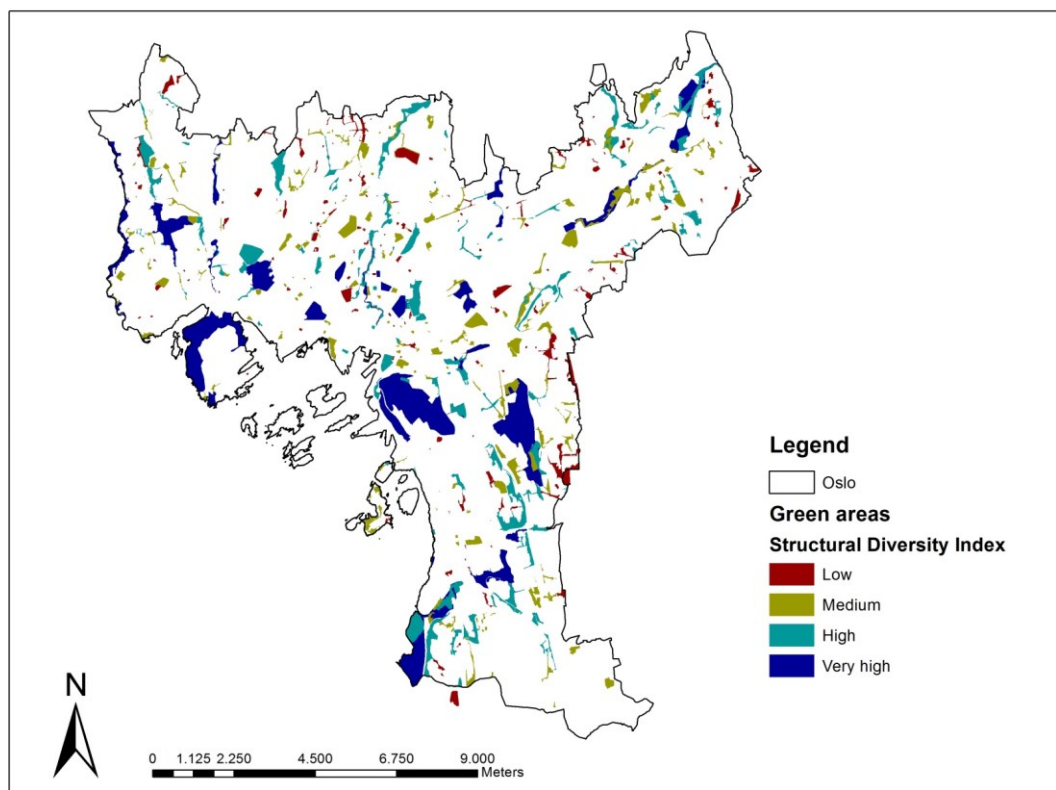 Legend
Oslo
Green areas
Structural Diversity Index
Low
Medium
High
Very high
N
0 1.125 2.250 4.500 6.750 9.000
Meters